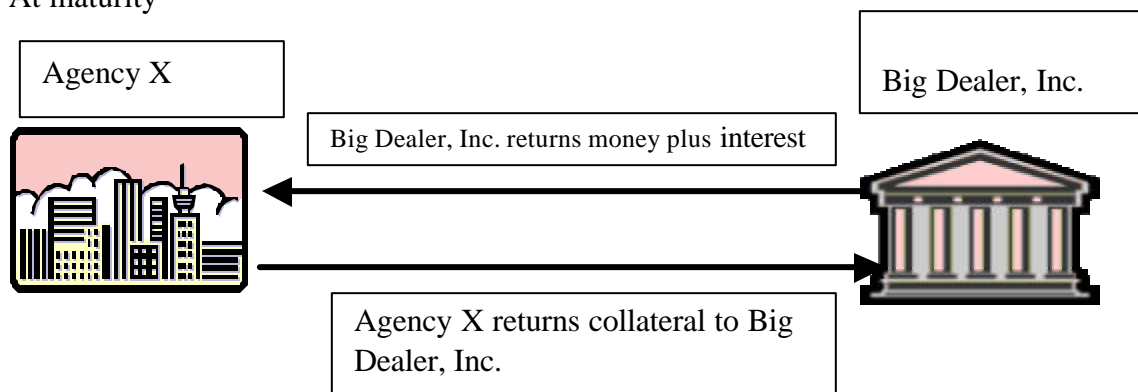 At maturity
Agency X
Big Dealer, Inc.
Big Dealer, Inc. returns money plus interest
Agency X returns collateral to Big
Dealer, Inc.